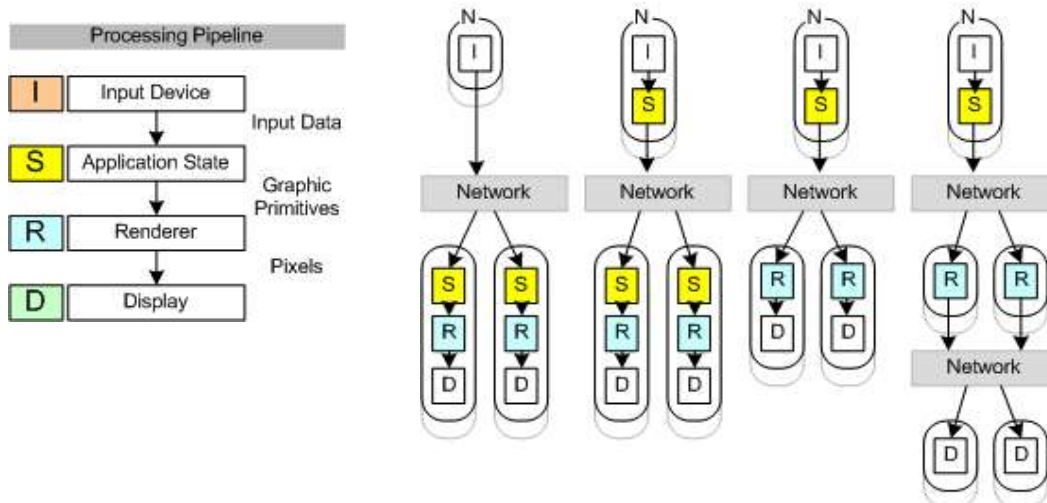 Processing Pipeline
I Input Device
Input Data
S Application State
Graphic
Primitives
R Renderer
Pixels
D Display
N N N N
I I I I
S S S
Network Network Network Network
S S S S R R R R
R R R R D D
D D D D
Network
D D